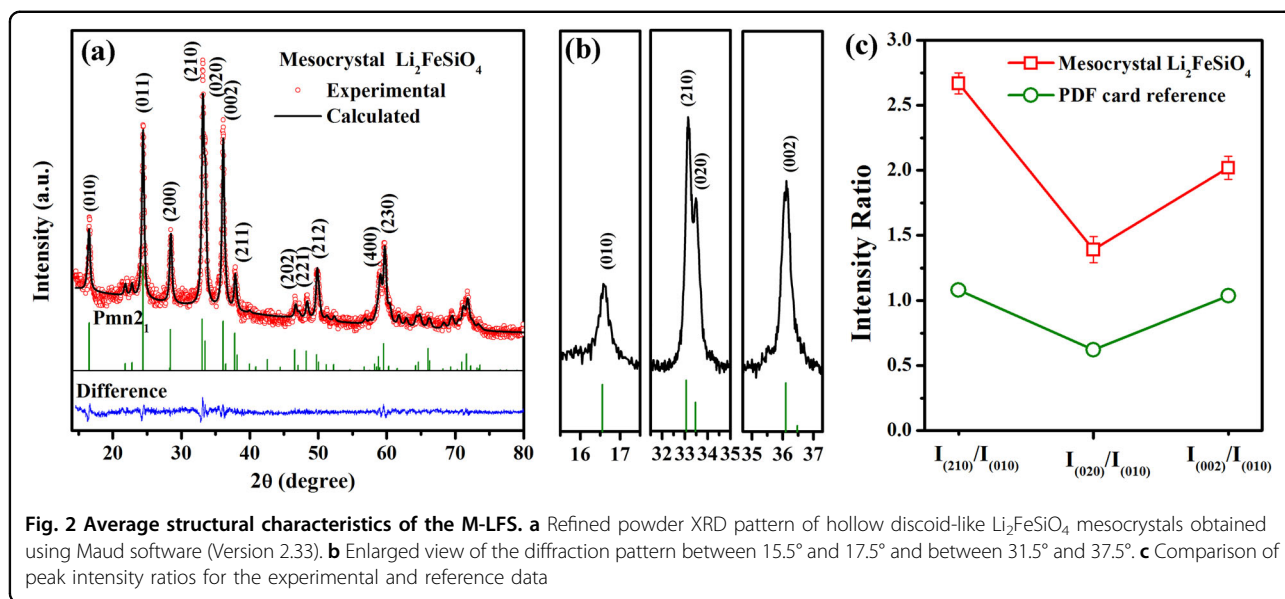 (a)
Mesocrystal Li₂FeSiO₄
Experimental
Calculated
(010)
(011)
(200)
(210)
(020)
(002)
(211)
(202)
(221)
(212)
(400)
(230)
Pmn2₁
Difference
Intensity (a.u.)
20 30 40 50 60 70 80
2θ (degree)
(b)
(010)
(210)
(020)
(002)
16 17 32 33 34 35 35 36 37
(c)
Mesocrystal Li₂FeSiO₄
PDF card reference
Intensity Ratio
3.0
2.5
2.0
1.5
1.0
0.5
0.0
I₍₂₁₀₎/I₍₀₁₀₎ I₍₀₂₀₎/I₍₀₁₀₎ I₍₀₀₂₎/I₍₀₁₀₎
Fig. 2 Average structural characteristics of the M-LFS. a Refined powder XRD pattern of hollow discoid-like Li₂FeSiO₄ mesocrystals obtained
using Maud software (Version 2.33). b Enlarged view of the diffraction pattern between 15.5° and 17.5° and between 31.5° and 37.5°. c Comparison of
peak intensity ratios for the experimental and reference data